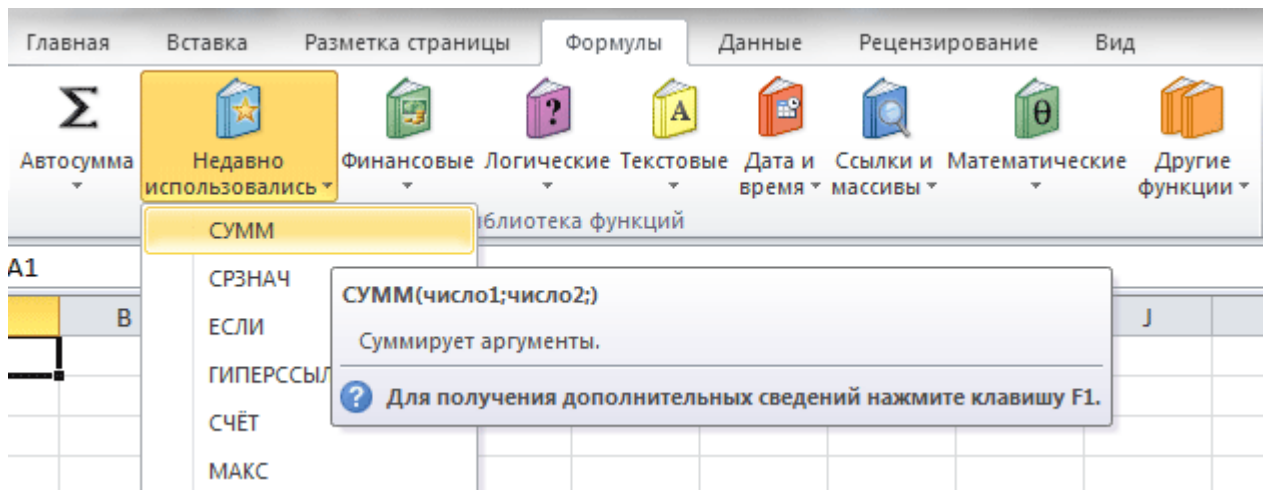 Главная Вставка Разметка страницы Формулы Данные Рецензирование Вид
Σ ? A θ
Автосумма Недавно использовались Финансовые Логические Текстовые Дата и время Ссылки и массивы Математические Другие функции
иблиотека функций
СУММ
A1
СРЗНАЧ
СУММ(число1;число2;)
B J
ЕСЛИ
Суммирует аргументы.
ГИПЕРССЫЛ
? Для получения дополнительных сведений нажмите клавишу F1.
СЧЁТ
МАКС